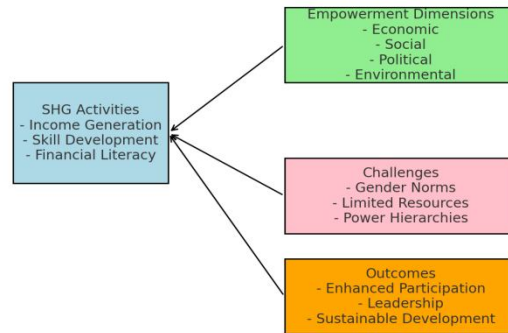 SHG Activities
- Income Generation
- Skill Development
- Financial Literacy
Empowerment Dimensions
- Economic
- Social
- Political
- Environmental
Challenges
- Gender Norms
- Limited Resources
- Power Hierarchies
Outcomes
- Enhanced Participation
- Leadership
- Sustainable Development